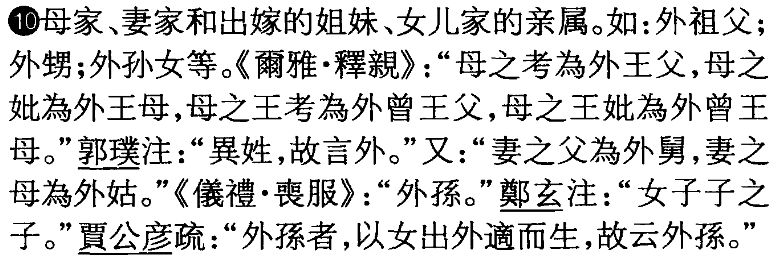 ❿母家、妻家和出嫁的姐妹、女儿家的亲属。如：外祖父；
外甥；外孙女等。《爾雅·釋親》：“母之考為外王父，母之
妣為外王母，母之王考為外曾王父，母之王妣為外曾王
母。”郭璞注：“異姓，故言外。”又：“妻之父為外舅，妻之
母為外姑。”《儀禮·喪服》：“外孫。”鄭玄注：“女子子之
子。”賈公彦疏：“外孫者，以女出外適而生，故云外孫。”